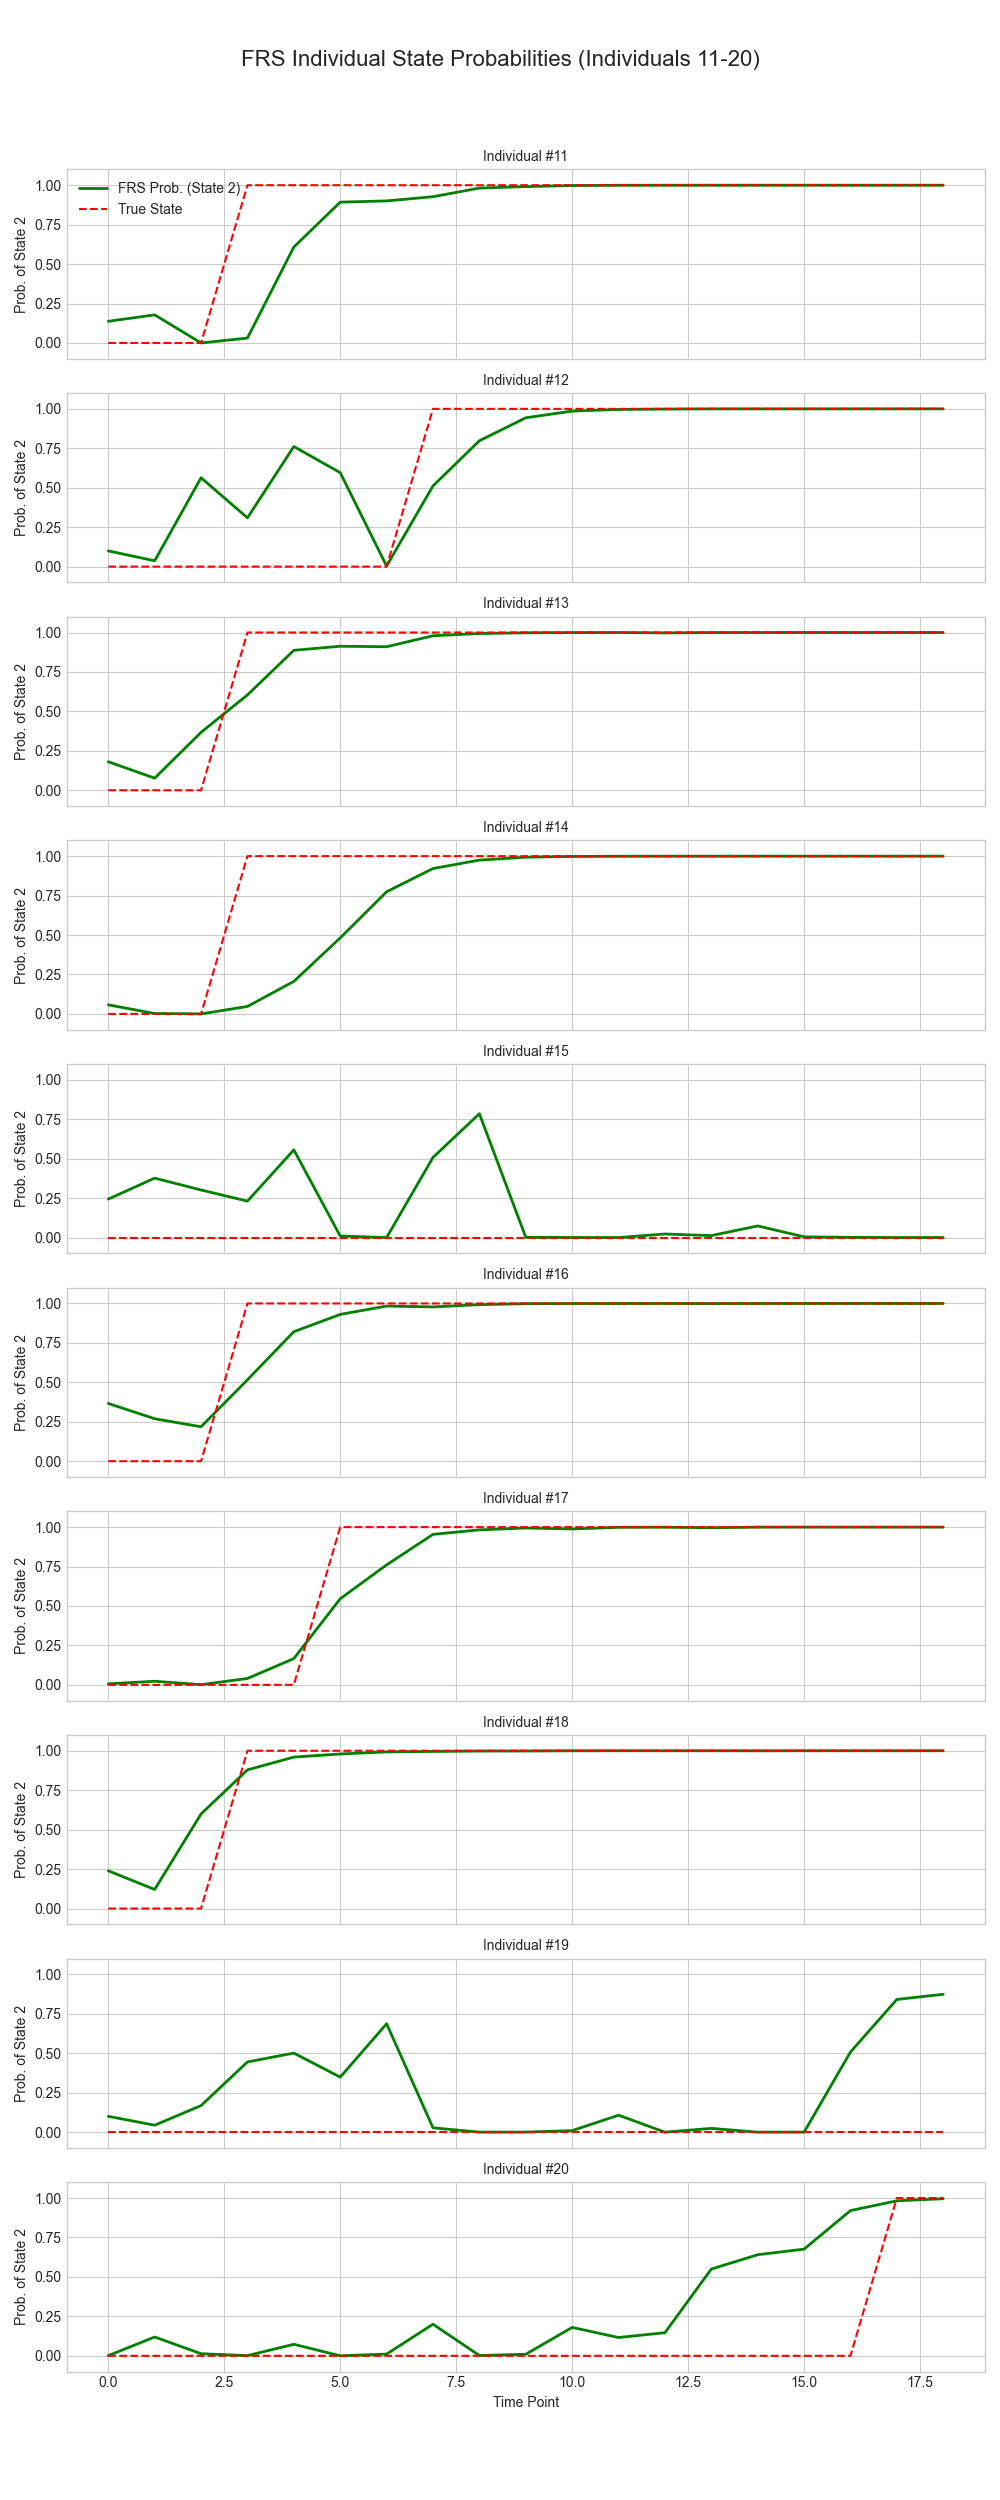 FRS Individual State Probabilities (Individuals 11-20)
Individual #11
FRS Prob. (State 2)
True State
1.00
0.75
0.50
0.25
0.00
Prob. of State 2
Individual #12
1.00
0.75
0.50
0.25
0.00
Prob. of State 2
Individual #13
1.00
0.75
0.50
0.25
0.00
Prob. of State 2
Individual #14
1.00
0.75
0.50
0.25
0.00
Prob. of State 2
Individual #15
1.00
0.75
0.50
0.25
0.00
Prob. of State 2
Individual #16
1.00
0.75
0.50
0.25
0.00
Prob. of State 2
Individual #17
1.00
0.75
0.50
0.25
0.00
Prob. of State 2
Individual #18
1.00
0.75
0.50
0.25
0.00
Prob. of State 2
Individual #19
1.00
0.75
0.50
0.25
0.00
Prob. of State 2
Individual #20
1.00
0.75
0.50
0.25
0.00
Prob. of State 2
0.0 2.5 5.0 7.5 10.0 12.5 15.0 17.5
Time Point